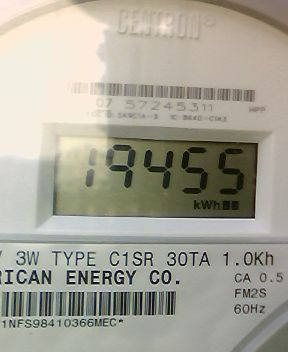 CENTRON®
07 57245311 HPP
19455
kWh
3W TYPE C1SR 30TA 1.0Kh
RICAN ENERGY CO. CA 0.5
FM2S
1NFS98410366MEC* 60Hz